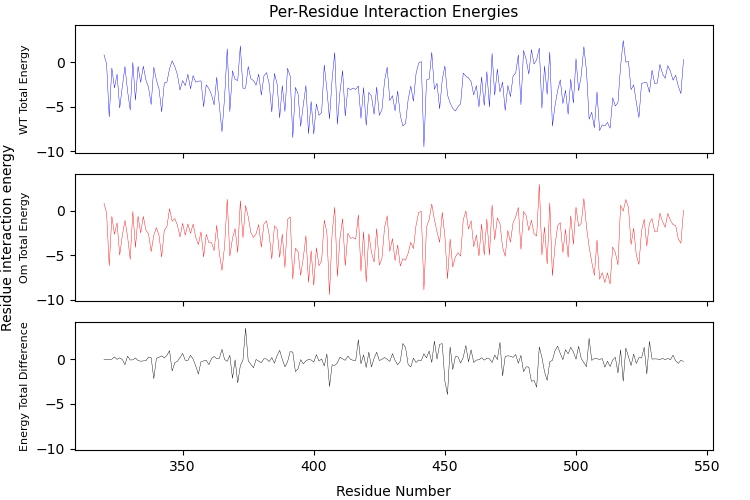 Per-Residue Interaction Energies
Residue interaction energy
WT Total Energy
0
−5
−10
Om Total Energy
0
−5
−10
Energy Total Difference
0
−5
−10
350 400 450 500 550
Residue Number